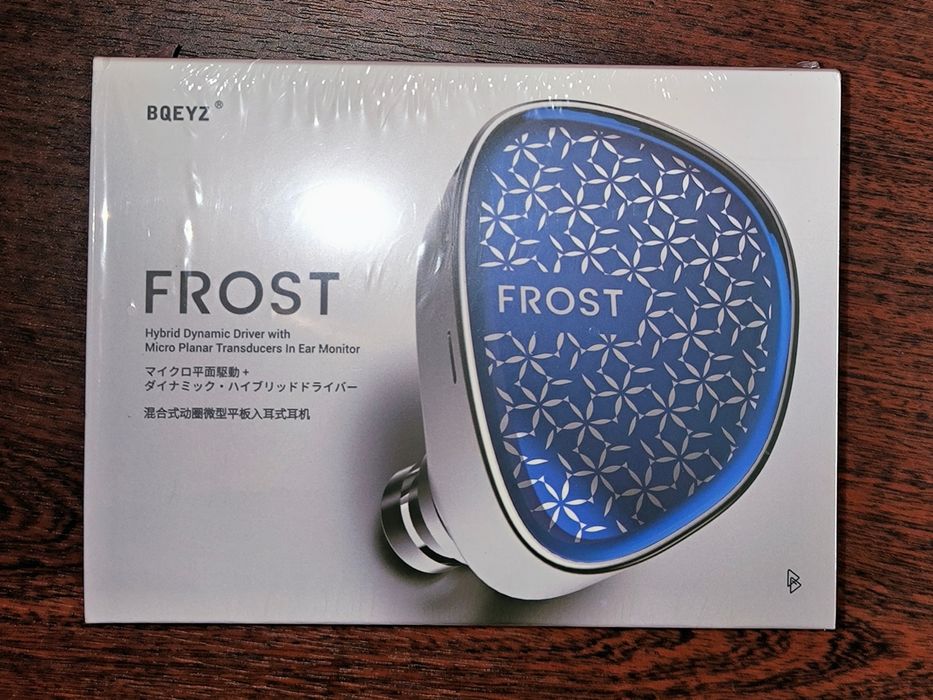 BQEYZ®
FROST
Hybrid Dynamic Driver with
Micro Planar Transducers In Ear Monitor
マイクロ平面駆動 +
ダイナミック・ハイブリッドドライバー
混合式动圈微型平板入耳式耳机
FROST